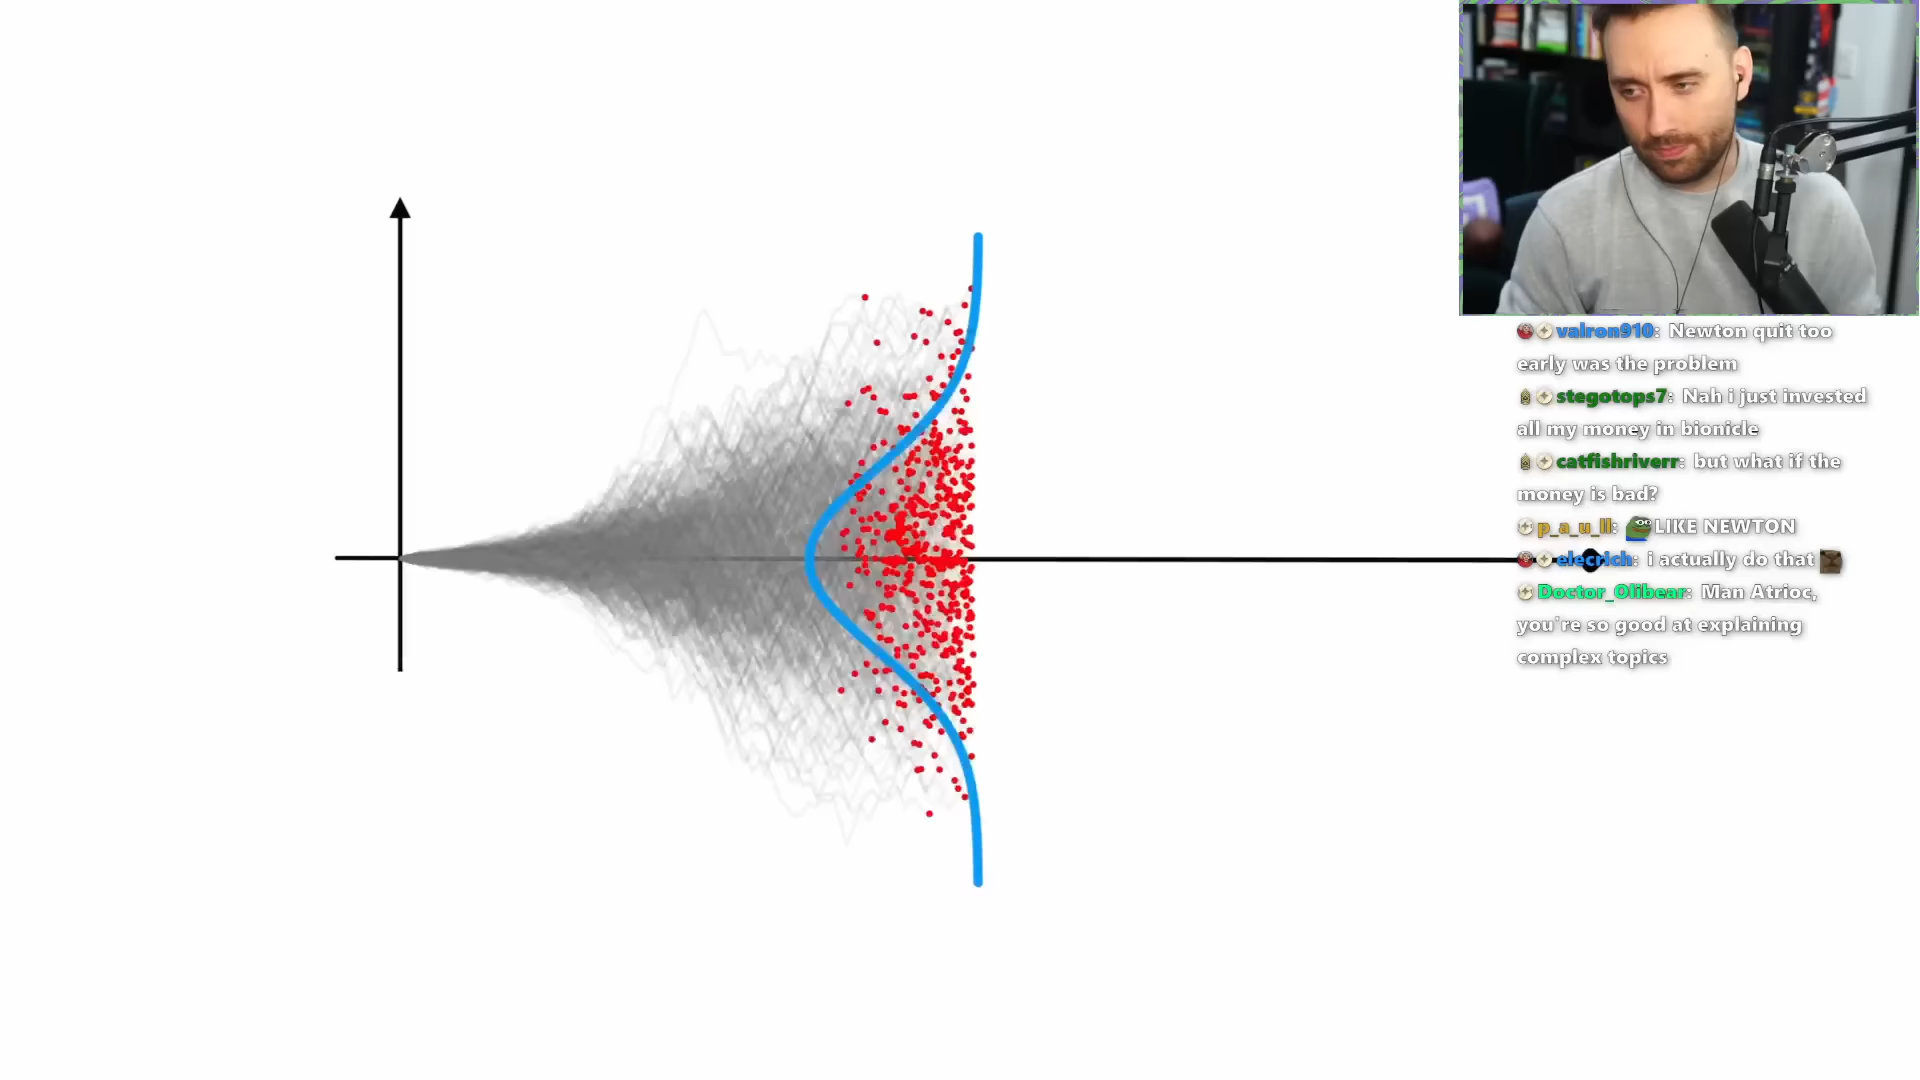 valron910: Newton quit too
early was the problem
stegotops7: Nah i just invested
all my money in bionicle
catfishriverr: but what if the
money is bad?
p_a_u_ll: LIKE NEWTON
elecrich: i actually do that
Doctor_Olibear: Man Atrioc,
you're so good at explaining
complex topics